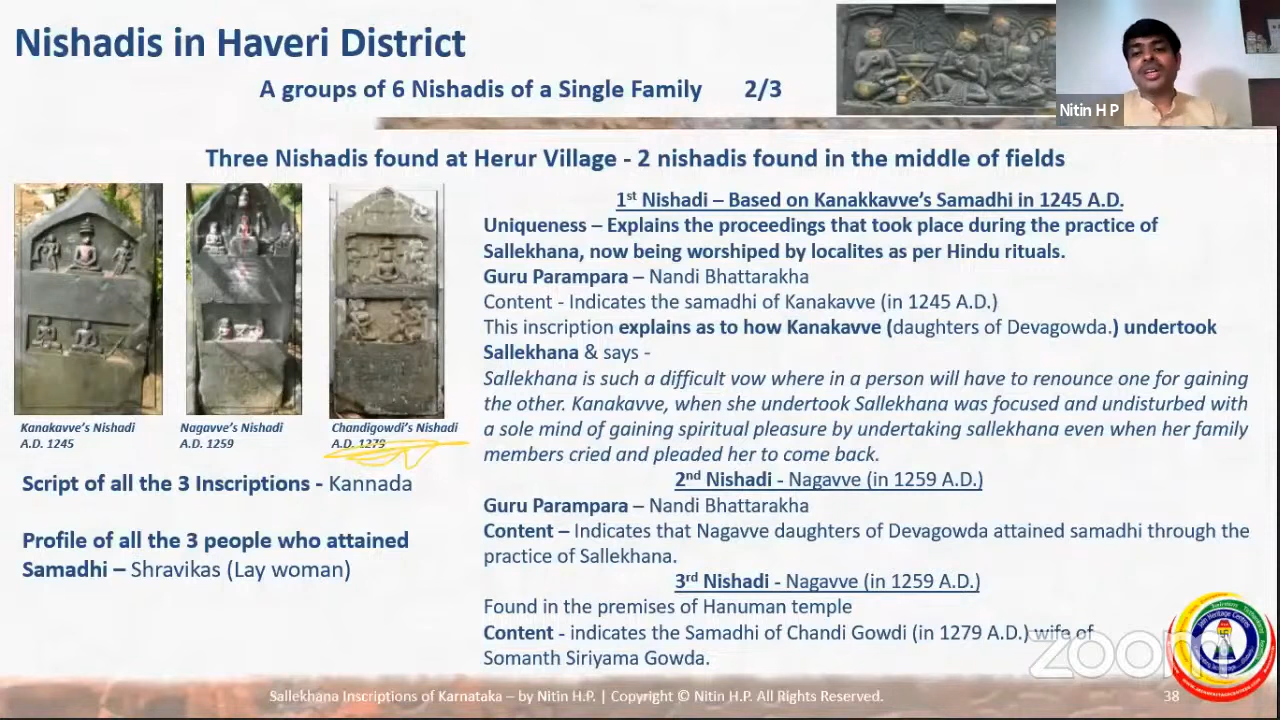 Nishadis in Haveri District
A groups of 6 Nishadis of a Single Family 2/3
Nitin H P
Three Nishadis found at Herur Village - 2 nishadis found in the middle of fields
Kanakavve's Nishadi
A.D. 1245
Nagavve's Nishadi
A.D. 1259
Chandigowdi's Nishadi
A.D. 1279
Script of all the 3 Inscriptions - Kannada
Profile of all the 3 people who attained
Samadhi – Shravikas (Lay woman)
1st Nishadi – Based on Kanakkavve's Samadhi in 1245 A.D.
Uniqueness – Explains the proceedings that took place during the practice of
Sallekhana, now being worshiped by localites as per Hindu rituals.
Guru Parampara – Nandi Bhattarakha
Content - Indicates the samadhi of Kanakavve (in 1245 A.D.)
This inscription explains as to how Kanakavve (daughters of Devagowda.) undertook
Sallekhana & says -
Sallekhana is such a difficult vow where in a person will have to renounce one for gaining
the other. Kanakavve, when she undertook Sallekhana was focused and undisturbed with
a sole mind of gaining spiritual pleasure by undertaking sallekhana even when her family
members cried and pleaded her to come back.
2nd Nishadi - Nagavve (in 1259 A.D.)
Guru Parampara – Nandi Bhattarakha
Content – Indicates that Nagavve daughters of Devagowda attained samadhi through the
practice of Sallekhana.
3rd Nishadi - Nagavve (in 1259 A.D.)
Found in the premises of Hanuman temple
Content - indicates the Samadhi of Chandi Gowdi (in 1279 A.D.) wife of
Somanth Siriyama Gowda.
zoom
Sallekhana Inscriptions of Karnataka – by Nitin H.P. | Copyright © Nitin H.P. All Rights Reserved.
38